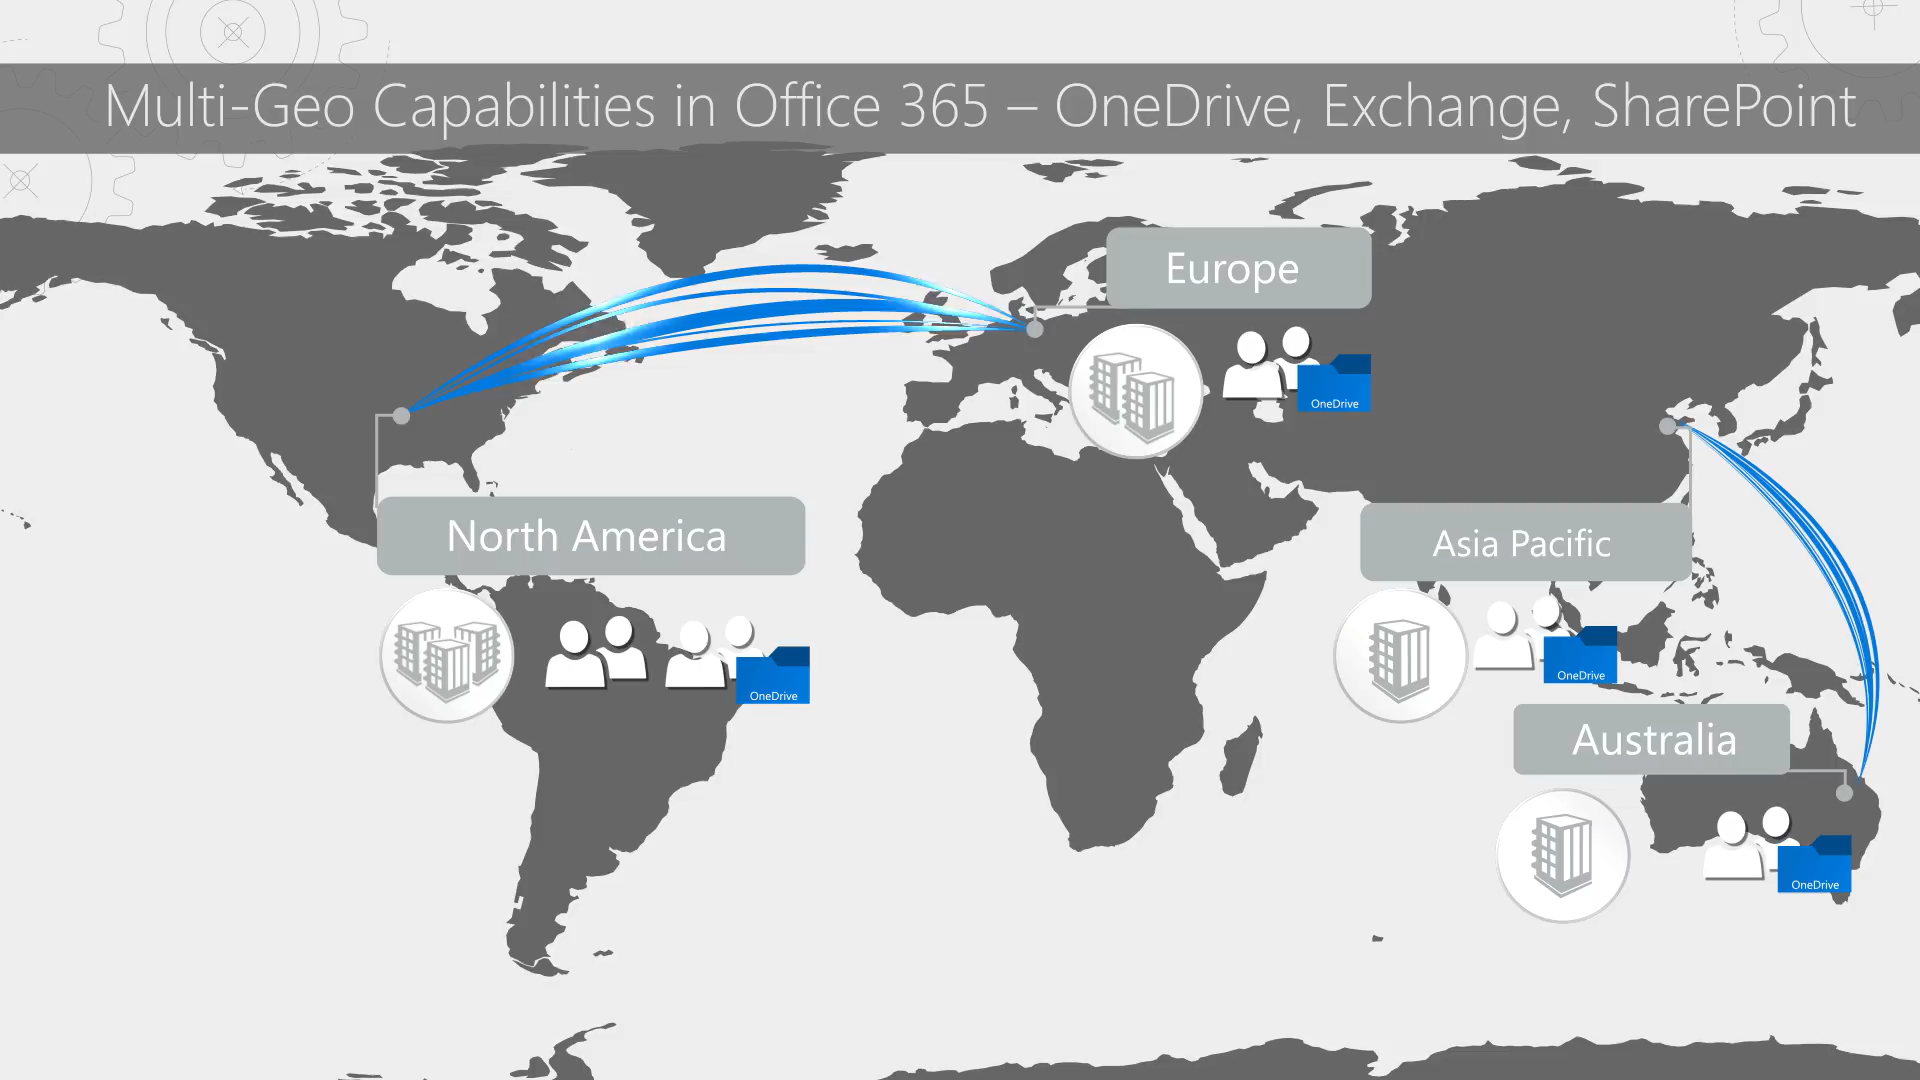 Multi-Geo Capabilities in Office 365 – OneDrive, Exchange, SharePoint
Europe
OneDrive
North America
OneDrive
Asia Pacific
OneDrive
Australia
OneDrive